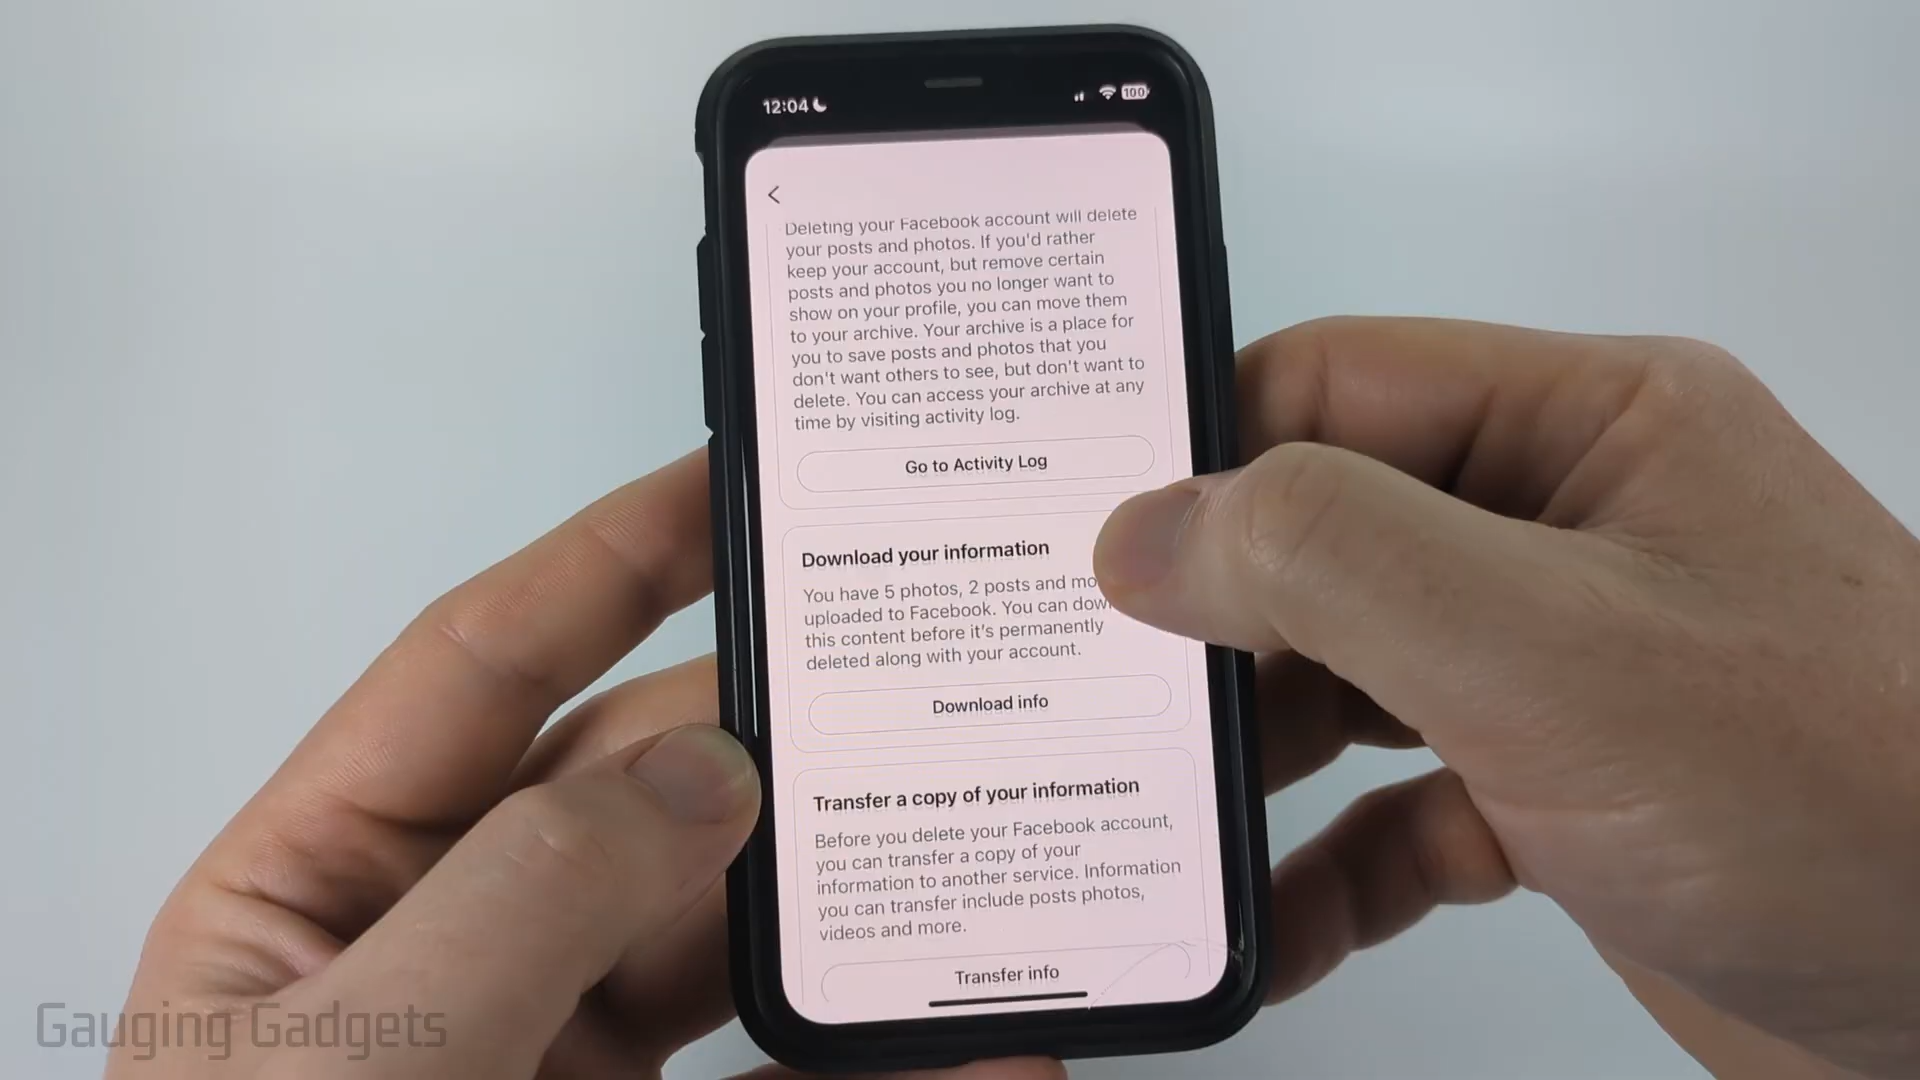 12:04
100
Deleting your Facebook account will delete
your posts and photos. If you'd rather
keep your account, but remove certain
posts and photos you no longer want to
show on your profile, you can move them
to your archive. Your archive is a place for
you to save posts and photos that you
don't want others to see, but don't want to
delete. You can access your archive at any
time by visiting activity log.
Go to Activity Log
Download your information
You have 5 photos, 2 posts and
uploaded to Facebook. You can
this content before it's permanently
deleted along with your account.
Download info
Transfer a copy of your information
Before you delete your Facebook account,
you can transfer a copy of your
information to another service. Information
you can transfer include posts photos,
videos and more.
Transfer info
Gauging Gadgets